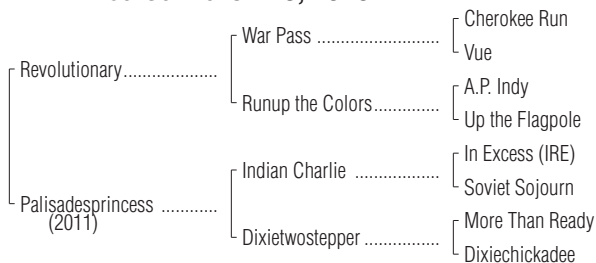 War Pass
Cherokee Run
Vue
Revolutionary
Runup the Colors
A.P. Indy
Up the Flagpole
Indian Charlie
In Excess (IRE)
Soviet Sojourn
Palisadesprincess
(2011)
Dixietwostepper
More Than Ready
Dixiechickadee